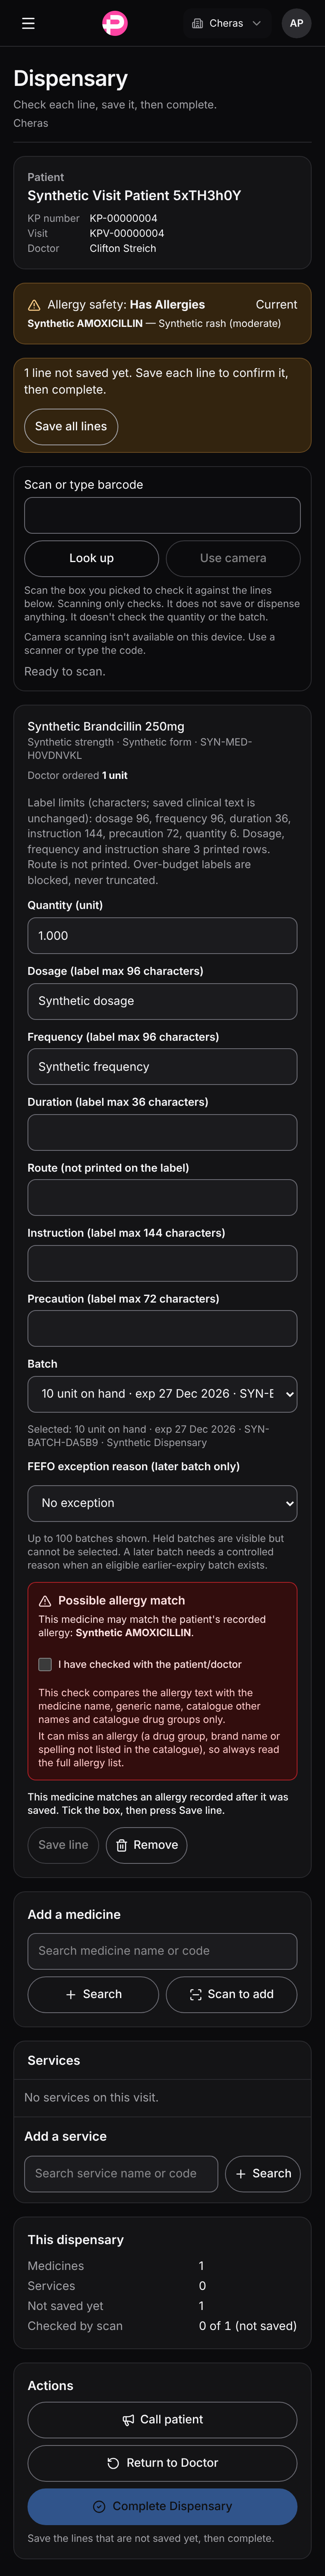 Cheras
AP
Dispensary
Check each line, save it, then complete.
Cheras
Patient
Synthetic Visit Patient 5xTH3h0Y
KP number KP-00000004
Visit KPV-00000004
Doctor Clifton Streich
Allergy safety: Has Allergies Current
Synthetic AMOXICILLIN — Synthetic rash (moderate)
1 line not saved yet. Save each line to confirm it,
then complete.
Save all lines
Scan or type barcode
Look up Use camera
Scan the box you picked to check it against the lines
below. Scanning only checks. It does not save or dispense
anything. It doesn't check the quantity or the batch.
Camera scanning isn't available on this device. Use a
scanner or type the code.
Ready to scan.
Synthetic Brandcillin 250mg
Synthetic strength · Synthetic form · SYN-MED-
H0VDNVKL
Doctor ordered 1 unit
Label limits (characters; saved clinical text is
unchanged): dosage 96, frequency 96, duration 36,
instruction 144, precaution 72, quantity 6. Dosage,
frequency and instruction share 3 printed rows.
Route is not printed. Over-budget labels are
blocked, never truncated.
Quantity (unit)
1.000
Dosage (label max 96 characters)
Synthetic dosage
Frequency (label max 96 characters)
Synthetic frequency
Duration (label max 36 characters)
Route (not printed on the label)
Instruction (label max 144 characters)
Precaution (label max 72 characters)
Batch
10 unit on hand · exp 27 Dec 2026 · SYN-E
Selected: 10 unit on hand · exp 27 Dec 2026 · SYN-
BATCH-DA5B9 · Synthetic Dispensary
FEFO exception reason (later batch only)
No exception
Up to 100 batches shown. Held batches are visible but
cannot be selected. A later batch needs a controlled
reason when an eligible earlier-expiry batch exists.
Possible allergy match
This medicine may match the patient's recorded
allergy: Synthetic AMOXICILLIN.
I have checked with the patient/doctor
This check compares the allergy text with the
medicine name, generic name, catalogue other
names and catalogue drug groups only.
It can miss an allergy (a drug group, brand name or
spelling not listed in the catalogue), so always read
the full allergy list.
This medicine matches an allergy recorded after it was
saved. Tick the box, then press Save line.
Save line Remove
Add a medicine
Search medicine name or code
Search Scan to add
Services
No services on this visit.
Add a service
Search service name or code Search
This dispensary
Medicines 1
Services 0
Not saved yet 1
Checked by scan 0 of 1 (not saved)
Actions
Call patient
Return to Doctor
Complete Dispensary
Save the lines that are not saved yet, then complete.